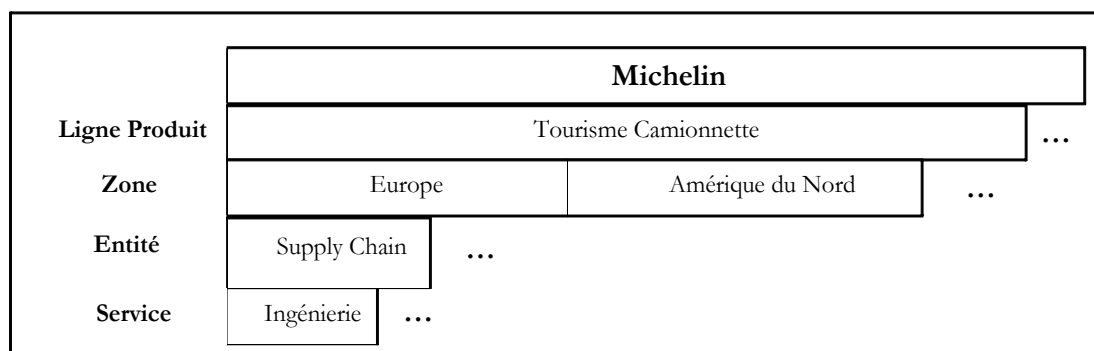 Michelin
Ligne Produit Tourisme Camionnette ...
Zone Europe Amérique du Nord ...
Entité Supply Chain ...
Service Ingénierie ...